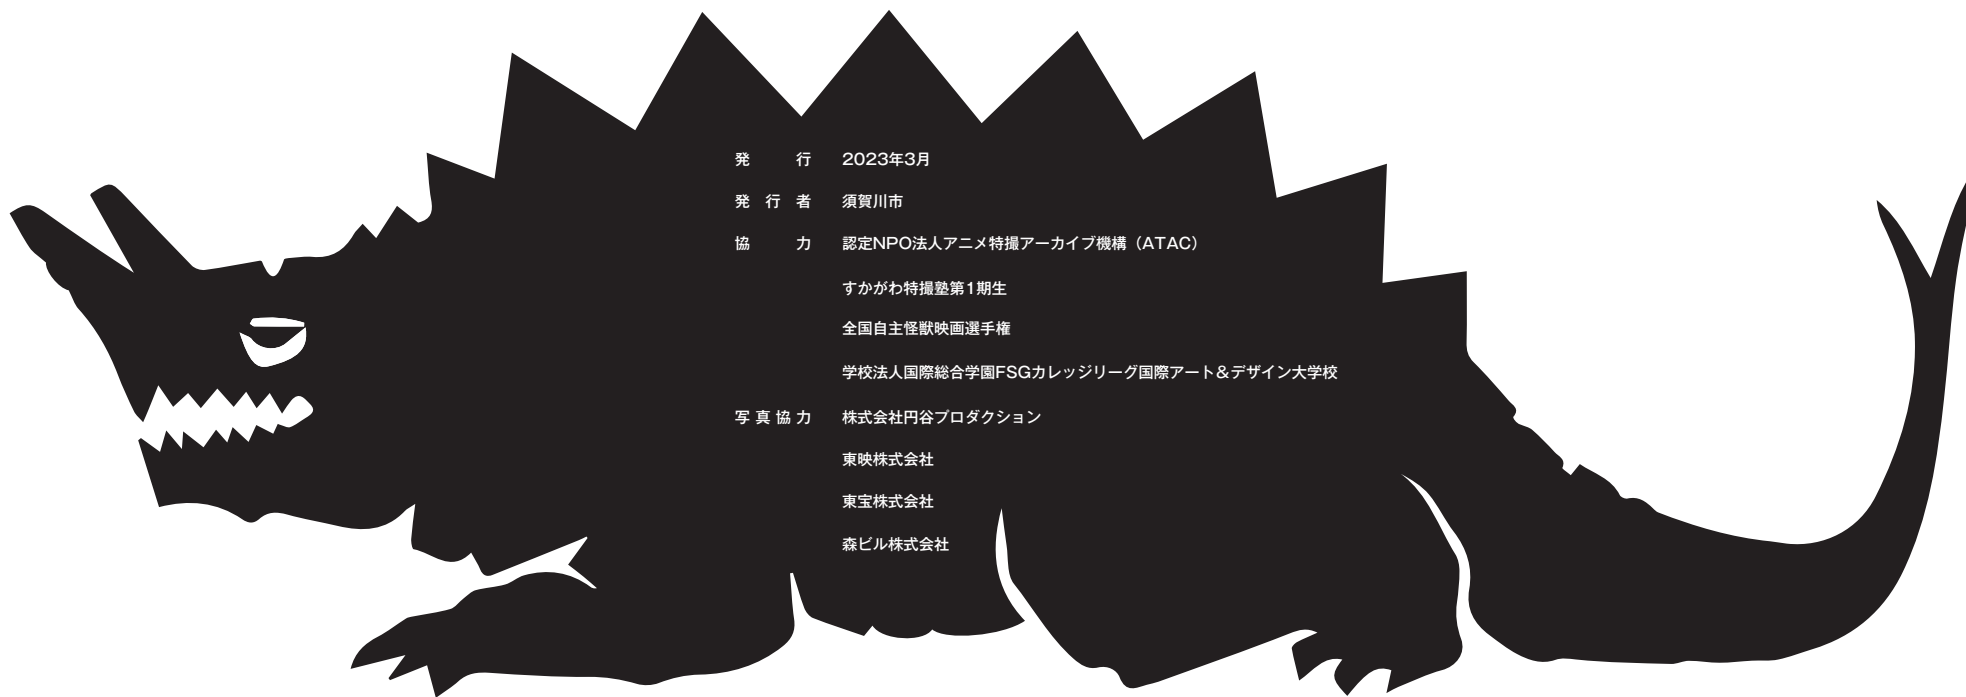 発行 2023年3月
発行者 須賀川市
協力 認定NPO法人アニメ特撮アーカイブ機構（ATAC）
すかがわ特撮塾第1期生
全国自主怪獣映画選手権
学校法人国際総合学園FSGカレッジリーグ国際アート＆デザイン大学校
写真協力 株式会社円谷プロダクション
東映株式会社
東宝株式会社
森ビル株式会社